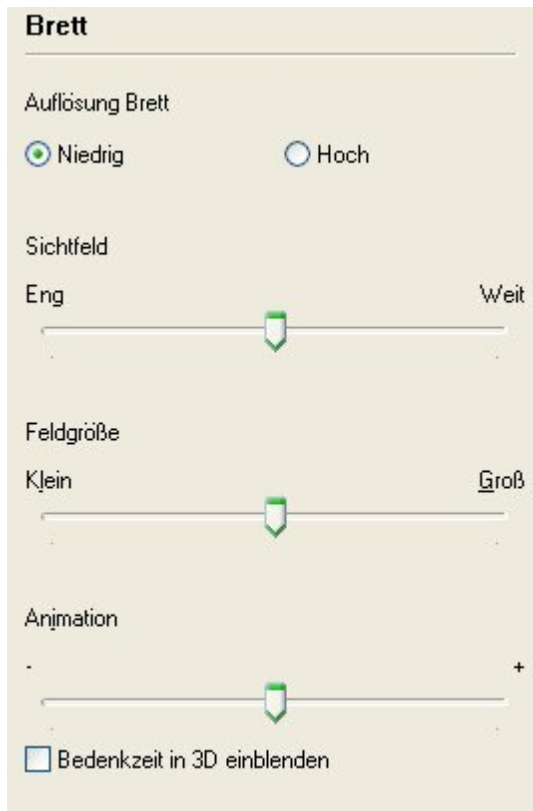 Brett
Auflösung Brett
Niedrig Hoch
Sichtfeld
Eng Weit
Feldgröße
Klein Groß
Animation
- +
Bedenkzeit in 3D einblenden